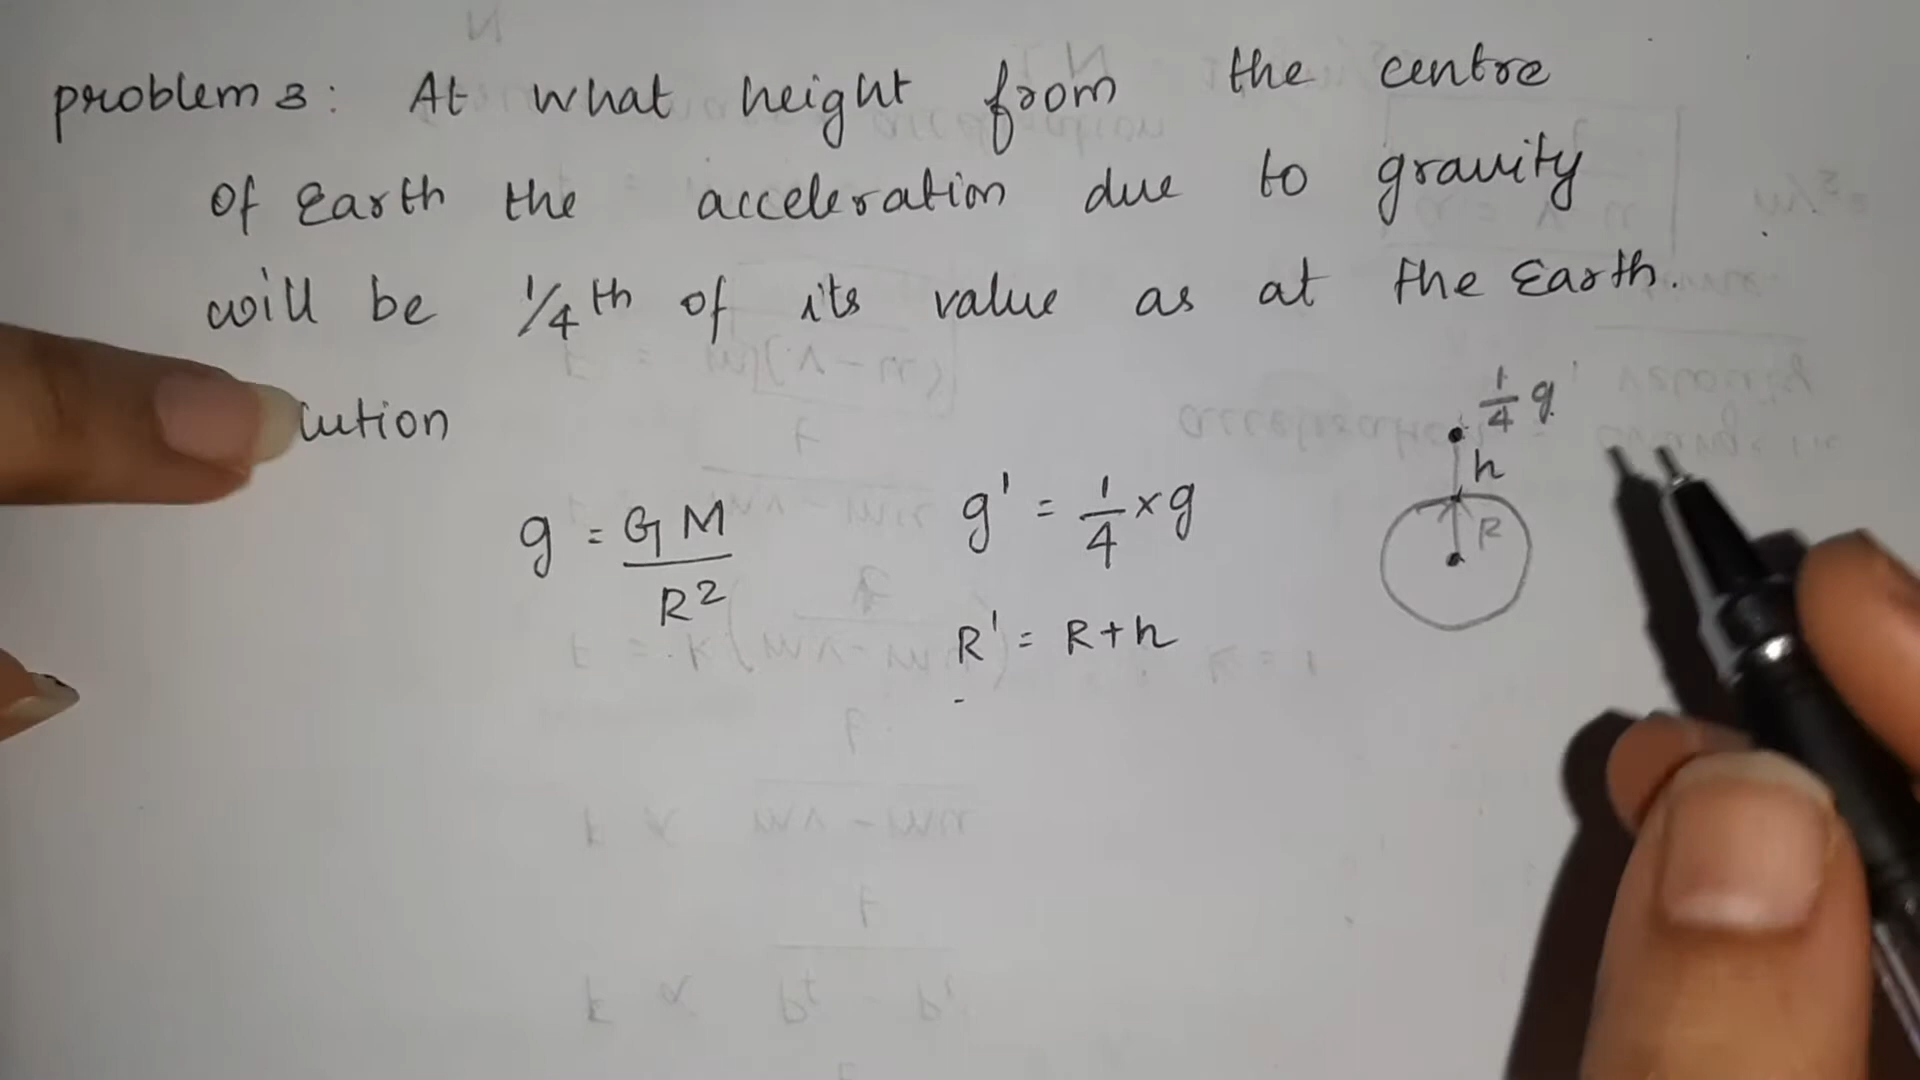 problem 3: At what height from the centre
of Earth the acceleration due to gravity
will be 1/4th of its value as at the Earth.
lution
1/4 g
h
R
g = GM/R²
g' = 1/4 × g
R' = R+h